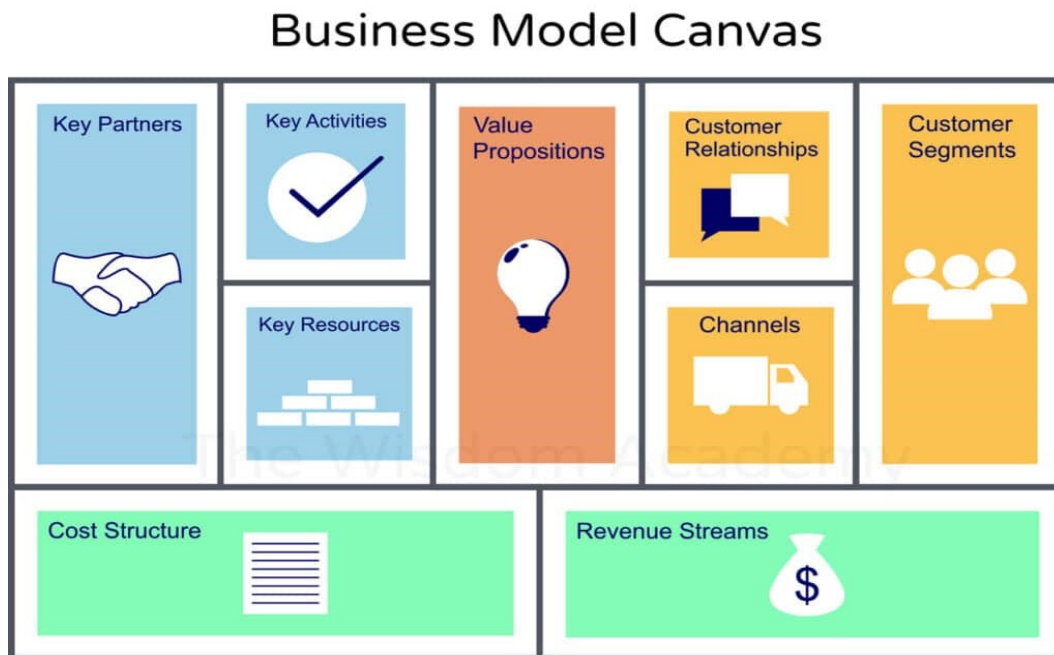 Business Model Canvas
Key Partners
Key Activities
Key Resources
Value
Propositions
Customer
Relationships
Channels
Customer
Segments
The Wisdom Academy
Cost Structure
Revenue Streams
$